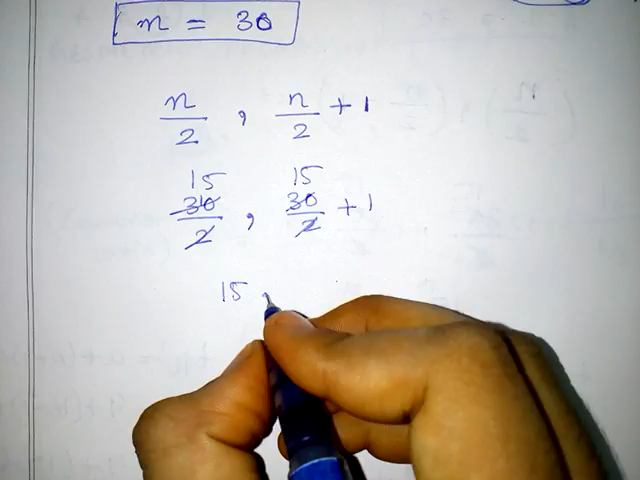 n = 30
n/2 , n/2 + 1
15 15
30/2 , 30/2 + 1
15 ,